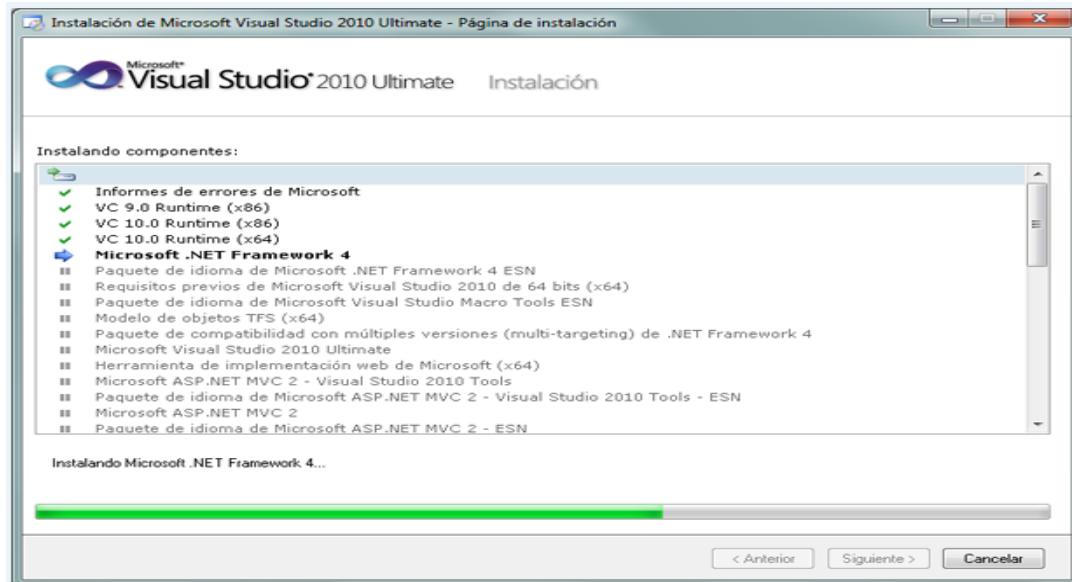 Instalación de Microsoft Visual Studio 2010 Ultimate - Página de instalación
Microsoft®
Visual Studio® 2010 Ultimate Instalación
Instalando componentes:
Informes de errores de Microsoft
VC 9.0 Runtime (x86)
VC 10.0 Runtime (x86)
VC 10.0 Runtime (x64)
Microsoft .NET Framework 4
Paquete de idioma de Microsoft .NET Framework 4 ESN
Requisitos previos de Microsoft Visual Studio 2010 de 64 bits (x64)
Paquete de idioma de Microsoft Visual Studio Macro Tools ESN
Modelo de objetos TFS (x64)
Paquete de compatibilidad con múltiples versiones (multi-targeting) de .NET Framework 4
Microsoft Visual Studio 2010 Ultimate
Herramienta de implementación web de Microsoft (x64)
Microsoft ASP.NET MVC 2 - Visual Studio 2010 Tools
Paquete de idioma de Microsoft ASP.NET MVC 2 - Visual Studio 2010 Tools - ESN
Microsoft ASP.NET MVC 2
Paquete de idioma de Microsoft ASP.NET MVC 2 - ESN
Instalando Microsoft .NET Framework 4...
< Anterior Siguiente > Cancelar